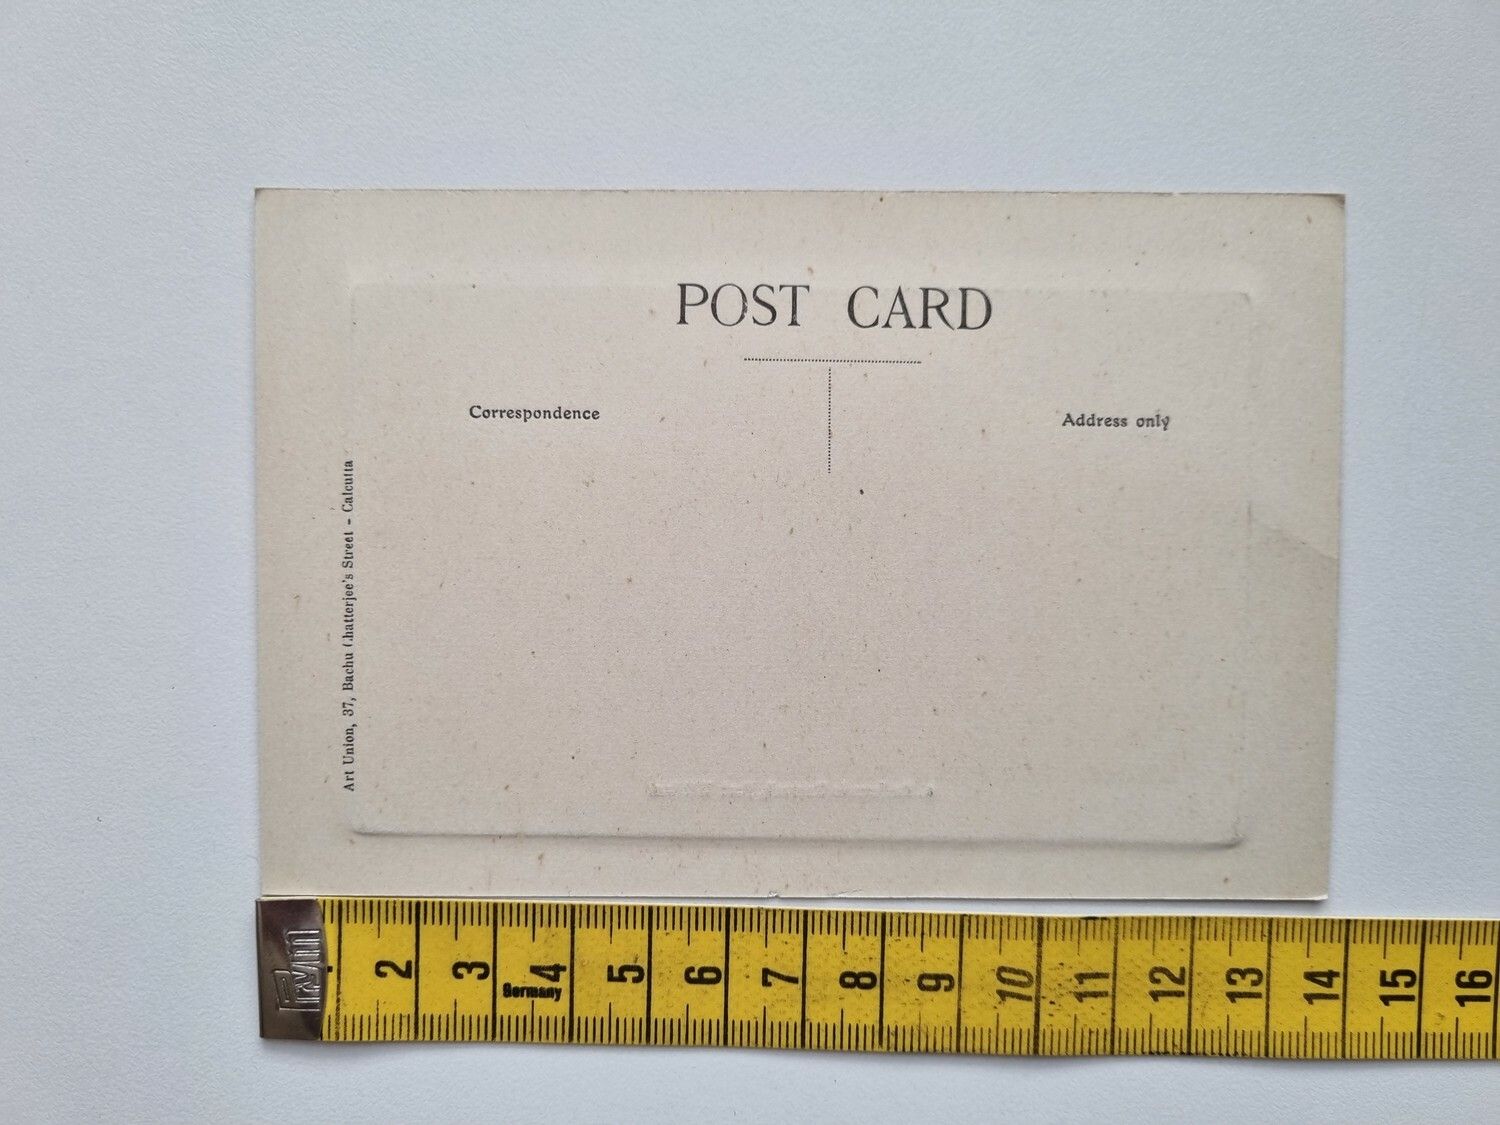 POST CARD
Correspondence
Address only
Art Union, 37, Bachu Chatterjee's Street - Calcutta
Prym
2 3 4 5 6 7 8 9 10 11 12 13 14 15 16
Germany